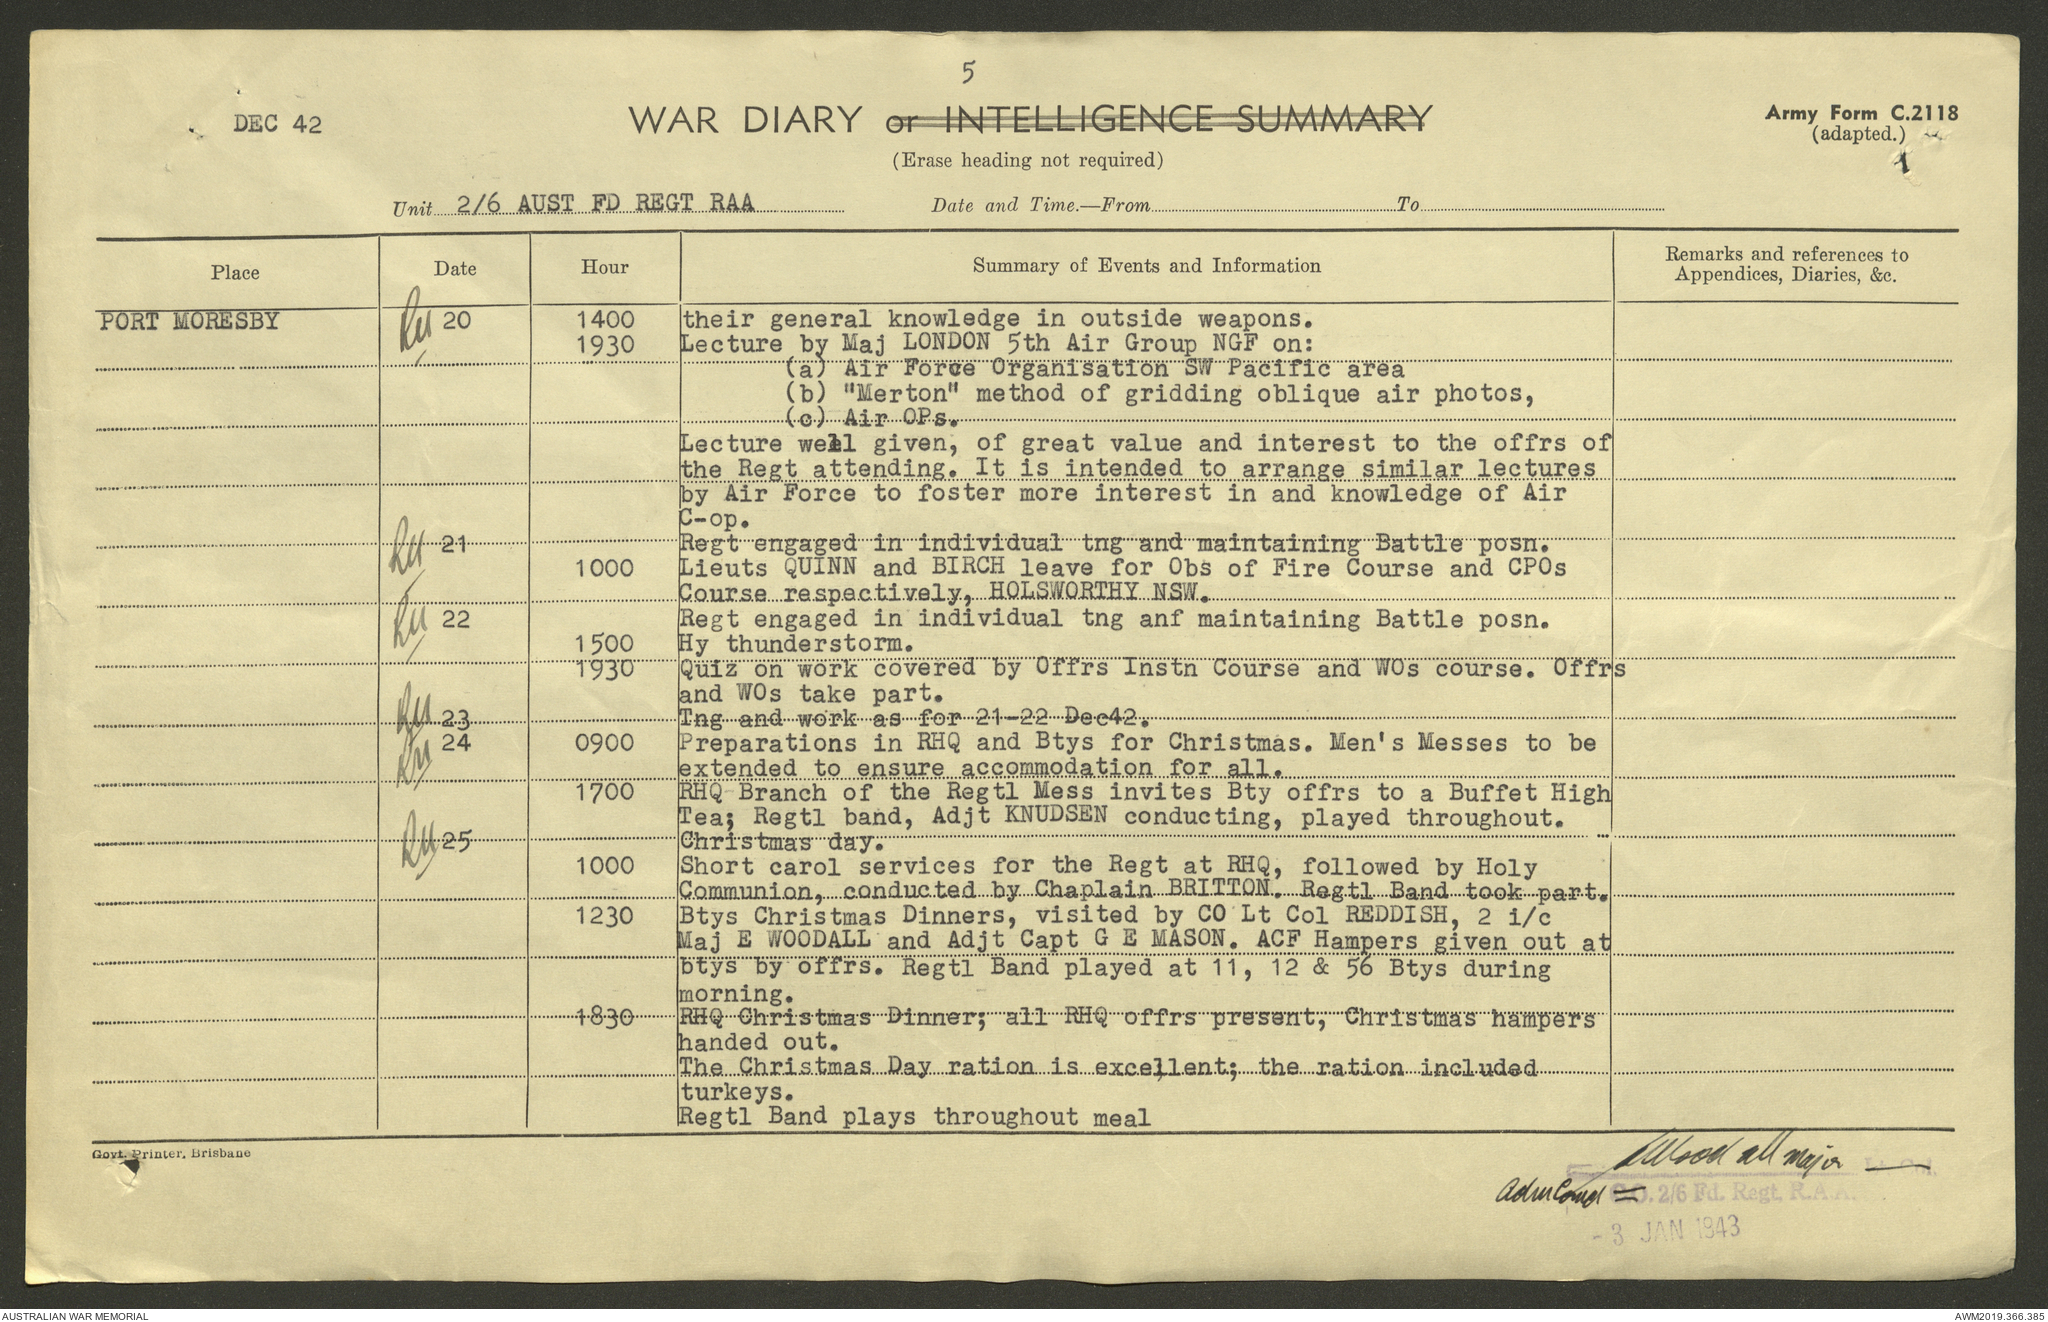 5
DEC 42
WAR DIARY or INTELLIGENCE SUMMARY
(Erase heading not required)
Army Form C.2118
(adapted.)
Unit 2/6 AUST FD REGT RAA Date and Time.—From To
Place Date Hour Summary of Events and Information Remarks and references to
Appendices, Diaries, &c.
PORT MORESBY 20 1400 their general knowledge in outside weapons.
1930 Lecture by Maj LONDON 5th Air Group NGF on:
(a) Air Force Organisation SW Pacific area
(b) "Merton" method of gridding oblique air photos,
(c) Air OPs.
Lecture well given, of great value and interest to the offrs of
the Regt attending. It is intended to arrange similar lectures
by Air Force to foster more interest in and knowledge of Air
C-op.
21 Regt engaged in individual tng and maintaining Battle posn.
1000 Lieuts QUINN and BIRCH leave for Obs of Fire Course and CPOs
Course respectively, HOLSWORTHY NSW.
22 Regt engaged in individual tng anf maintaining Battle posn.
1500 Hy thunderstorm.
1930 Quiz on work covered by Offrs Instn Course and WOs course. Offrs
and WOs take part.
23 Tng and work as for 21-22 Dec42.
24 0900 Preparations in RHQ and Btys for Christmas. Men's Messes to be
extended to ensure accommodation for all.
1700 RHQ Branch of the Regtl Mess invites Bty offrs to a Buffet High
Tea; Regtl band, Adjt KNUDSEN conducting, played throughout.
25 Christmas day.
1000 Short carol services for the Regt at RHQ, followed by Holy
Communion, conducted by Chaplain BRITTON. Regtl Band took part.
1230 Btys Christmas Dinners, visited by CO Lt Col REDDISH, 2 i/c
Maj E WOODALL and Adjt Capt G E MASON. ACF Hampers given out at
btys by offrs. Regtl Band played at 11, 12 & 56 Btys during
morning.
1830 RHQ Christmas Dinner; all RHQ offrs present, Christmas hampers
handed out.
The Christmas Day ration is excellent; the ration included
turkeys.
Regtl Band plays throughout meal
Govt. Printer, Brisbane
EWoodall Major
Lt. Col.
Adm Comd
C.O. 2/6 Fd. Regt. R.A.A.
- 3 JAN 1943
AUSTRALIAN WAR MEMORIAL
AWM2019.366.385